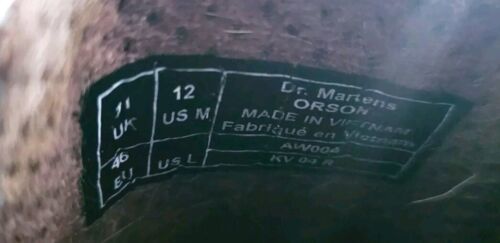 11
UK
12
US M
46
EU
US L
Dr. Martens
ORSON
MADE IN VIETNAM
Fabriqué en Vietnam
AW004
KV 04 R